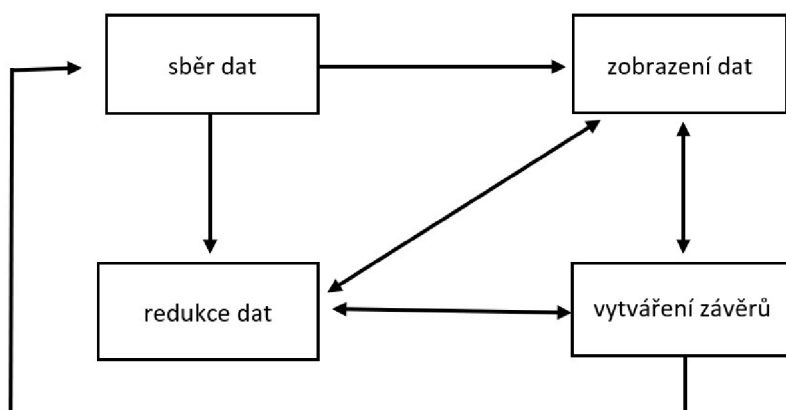 sběr dat
zobrazení dat
redukce dat
vytváření závěrů